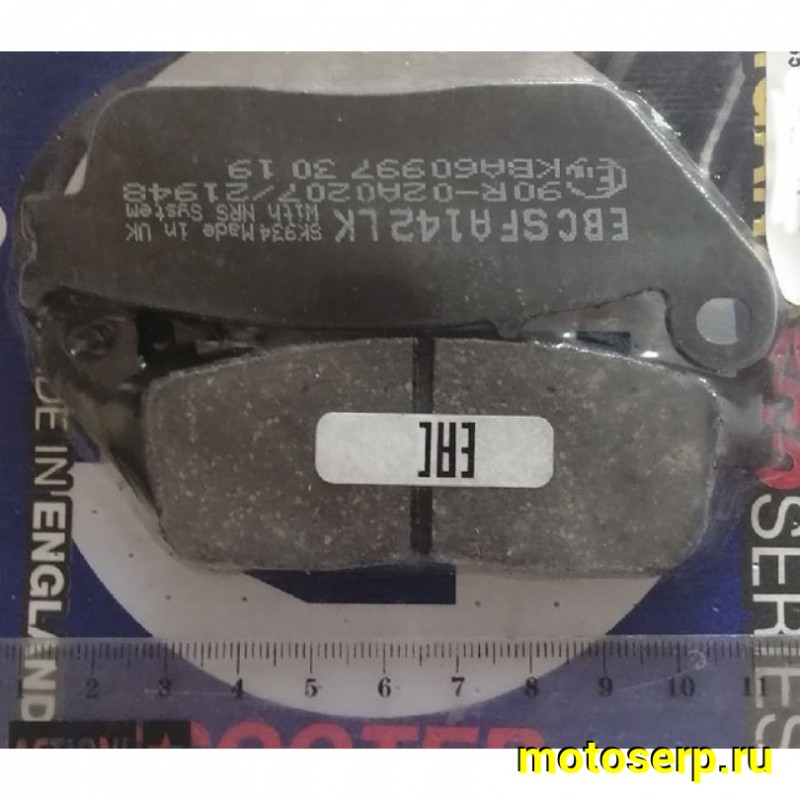 EBCSFA142LK
SK934 Made in UK
With NRS System
90R-02A0207/21948
KBA60997 30 19
EAC
DE IN ENGLAND
SERIES
1 2 3 4 5 6 7 8 9 10 11
SCOOTER
motoserp.ru